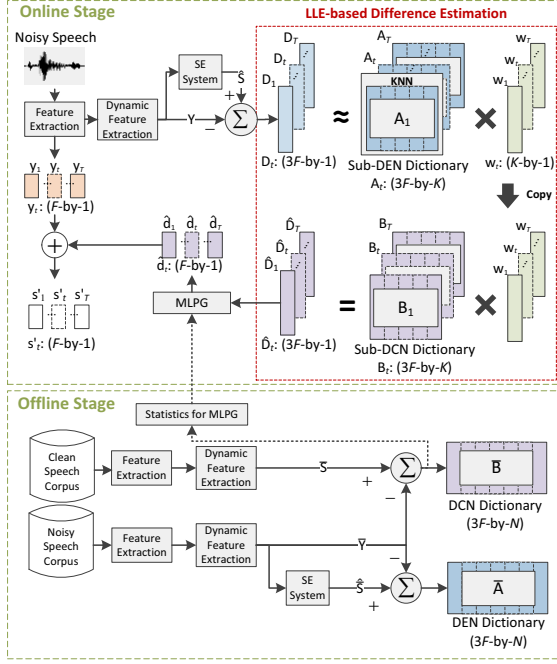 Online Stage
LLE-based Difference Estimation
Noisy Speech
Feature
Extraction
Dynamic
Feature
Extraction
SE
System
Ŝ
+
Y
−
Σ
D_T
D_t
D_1
D_t: (3F-by-1)
≈
A_T
A_t
KNN
A_1
Sub-DEN Dictionary
A_t: (3F-by-K)
×
w_T
w_t
w_1
w_t: (K-by-1)
Copy
y_1 y_t y_T
y_t: (F-by-1)
+
d̂_1 d̂_t d̂_T
d̂_t: (F-by-1)
MLPG
s'_1 s'_t s'_T
s'_t: (F-by-1)
D̂_T
D̂_t
D̂_1
D̂_t: (3F-by-1)
=
B_T
B_t
B_1
Sub-DCN Dictionary
B_t: (3F-by-K)
×
w_T
w_t
w_1
Offline Stage
Statistics for MLPG
Clean
Speech
Corpus
Feature
Extraction
Dynamic
Feature
Extraction
S̄
+
−
Σ
B̄
DCN Dictionary
(3F-by-N)
Noisy
Speech
Corpus
Feature
Extraction
Dynamic
Feature
Extraction
Ȳ
−
SE
System
Ŝ̄
+
Σ
Ā
DEN Dictionary
(3F-by-N)